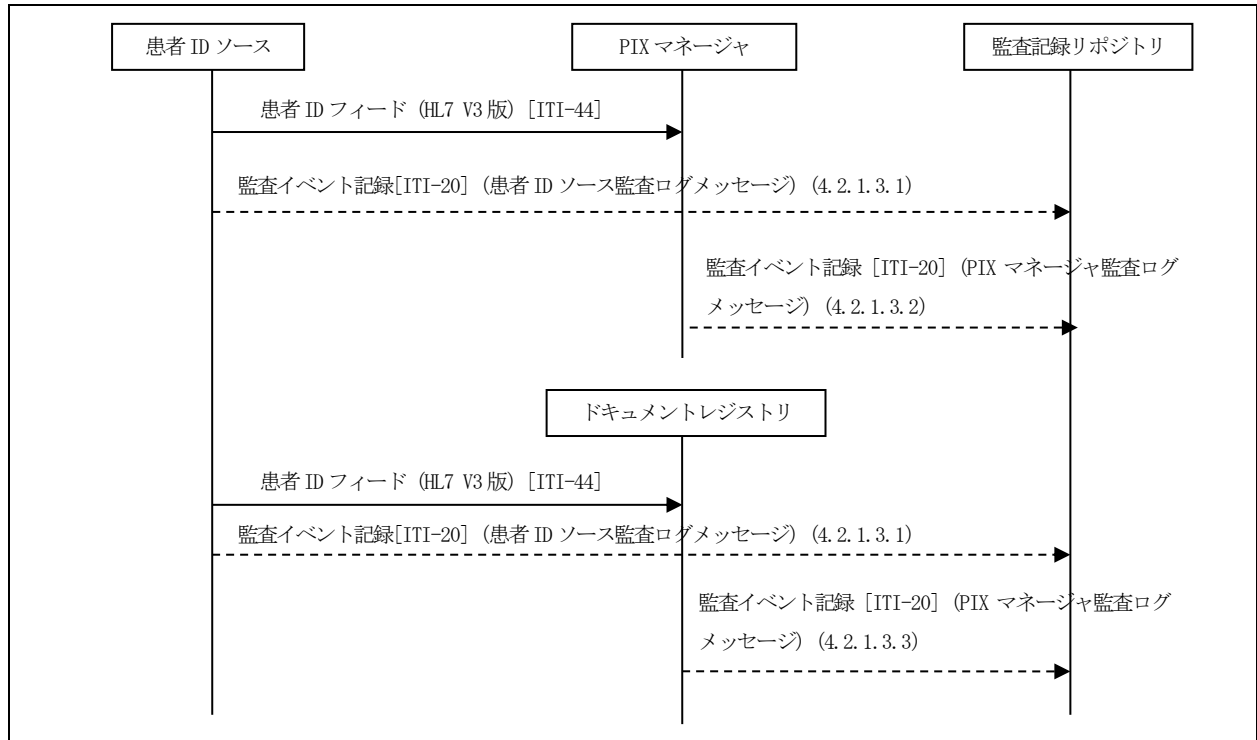 患者 ID ソース
PIX マネージャ
監査記録リポジトリ
患者 ID フィード (HL7 V3 版) [ITI-44]
監査イベント記録[ITI-20] (患者 ID ソース監査ログメッセージ) (4.2.1.3.1)
監査イベント記録 [ITI-20] (PIX マネージャ監査ログ
メッセージ) (4.2.1.3.2)
ドキュメントレジストリ
患者 ID フィード (HL7 V3 版) [ITI-44]
監査イベント記録[ITI-20] (患者 ID ソース監査ログメッセージ) (4.2.1.3.1)
監査イベント記録 [ITI-20] (PIX マネージャ監査ログ
メッセージ) (4.2.1.3.3)